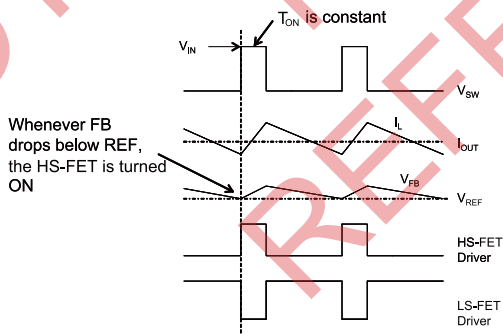 T_ON is constant
V_IN
V_SW
Whenever FB
drops below REF,
the HS-FET is turned
ON
I_L
I_OUT
V_FB
V_REF
HS-FET
Driver
LS-FET
Driver
REFE